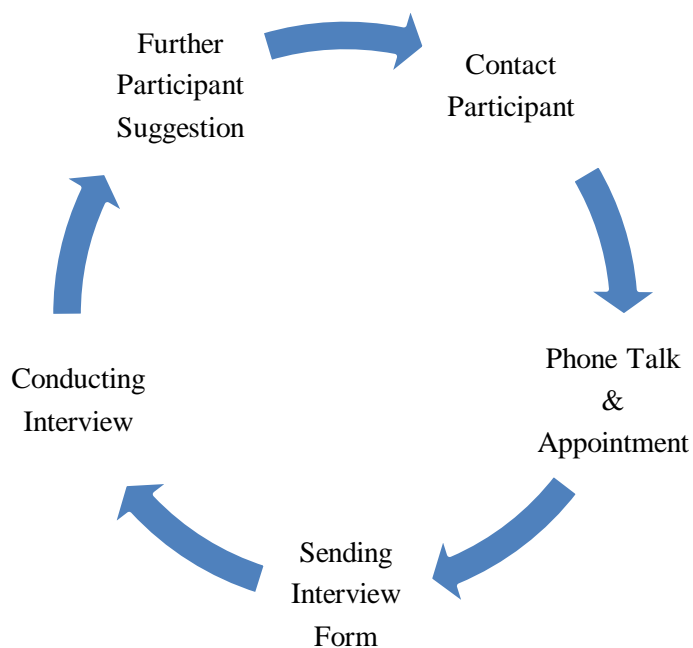 Further
Participant
Suggestion
Contact
Participant
Phone Talk
&
Appointment
Sending
Interview
Form
Conducting
Interview